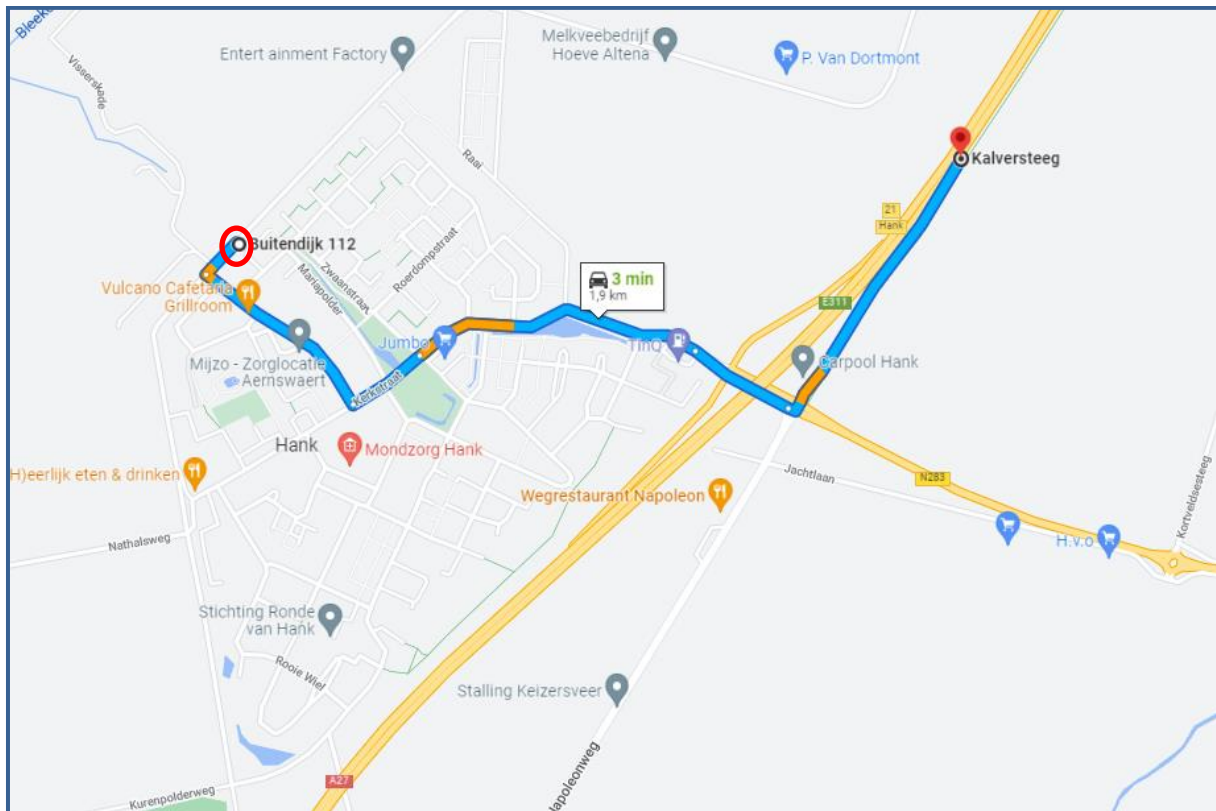 Bleek
Visserskade
Entert ainment Factory
Melkveebedrijf
Hoeve Altena
P. Van Dortmont
Raai
Kalversteeg
21
Hank
Buitendijk 112
Zwaanstraat
Mariapolder
Roerdompstraat
3 min
1,9 km
E311
Vulcano Cafetaria
Grillroom
Jumbo
TinQ
Carpool Hank
Mijzo - Zorglocatie
Aernswaert
Kerkstraat
Hank
Mondzorg Hank
Jachtlaan
N283
H)eerlijk eten & drinken
Wegrestaurant Napoleon
Kortveldsesteeg
H.v.o
Nathalsweg
Stichting Ronde
van Hank
Rooie Wiel
Stalling Keizersveer
A27
Kurenpolderweg
Napoleonweg